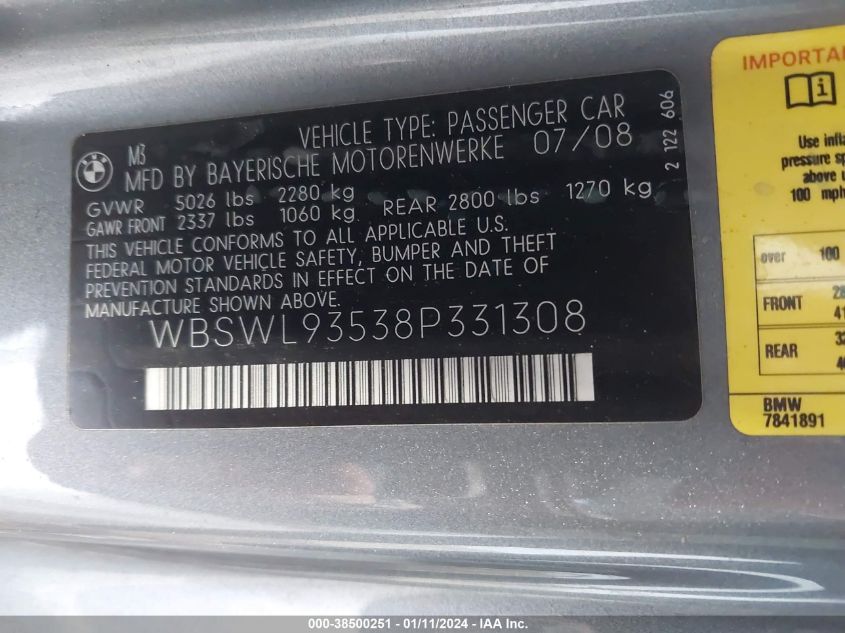 M3
VEHICLE TYPE: PASSENGER CAR
MFD BY BAYERISCHE MOTORENWERKE 07/08
GVWR 5026 lbs 2280 kg
GAWR FRONT 2337 lbs 1060 kg REAR 2800 lbs 1270 kg
THIS VEHICLE CONFORMS TO ALL APPLICABLE U.S.
FEDERAL MOTOR VEHICLE SAFETY, BUMPER AND THEFT
PREVENTION STANDARDS IN EFFECT ON THE DATE OF
MANUFACTURE SHOWN ABOVE.
WBSWL93538P331308
2 122 606
IMPORTA
Use infla
pressure sp
above
100 mph
over 100
FRONT 28
41
REAR
BMW
7841891
000-38500251 - 01/11/2024 - IAA Inc.